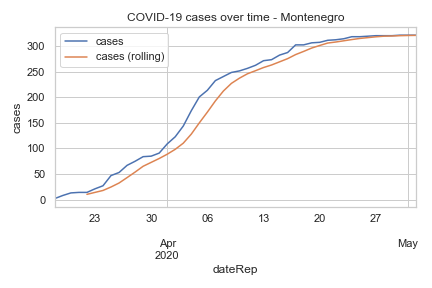 COVID-19 cases over time - Montenegro
cases
cases (rolling)
cases
300
250
200
150
100
50
0
23 30 06 13 20 27
Apr May
2020
dateRep